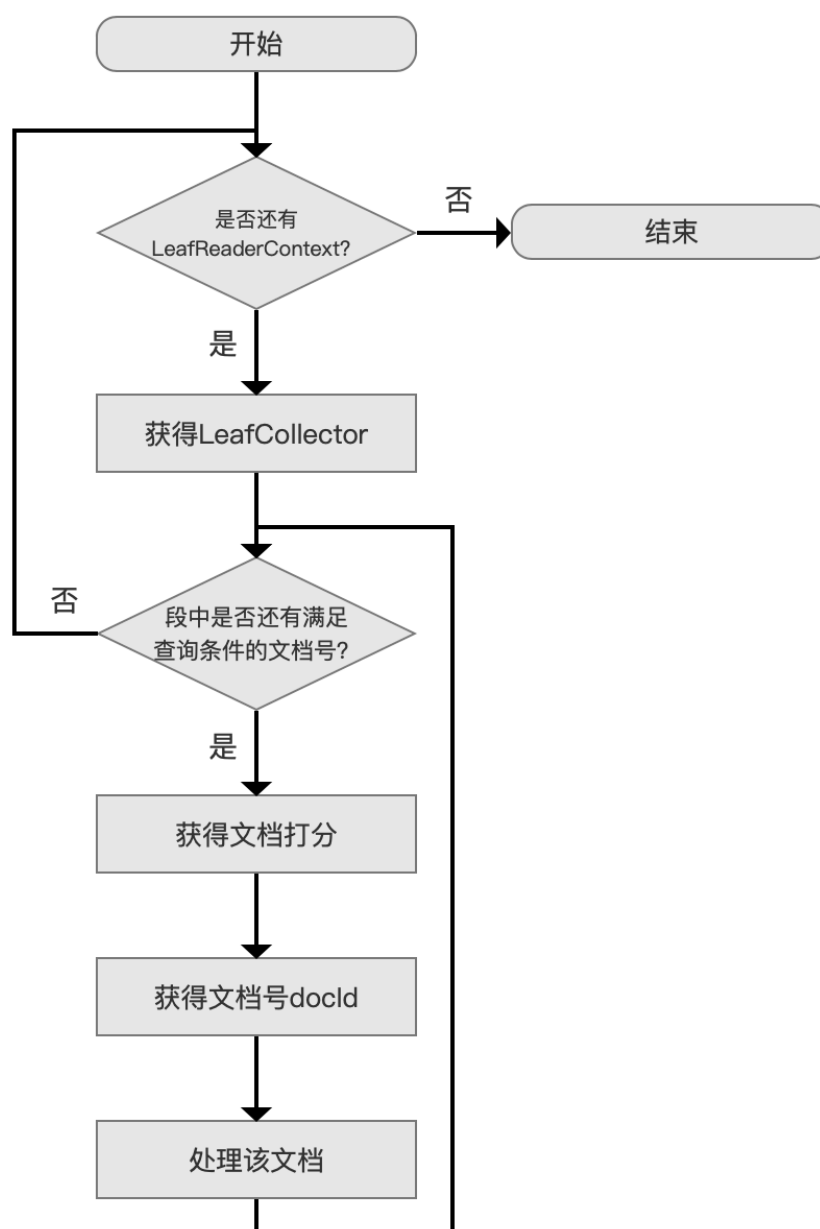 开始
是否还有
LeafReaderContext?
否
结束
是
获得LeafCollector
否
段中是否还有满足
查询条件的文档号?
是
获得文档打分
获得文档号docId
处理该文档